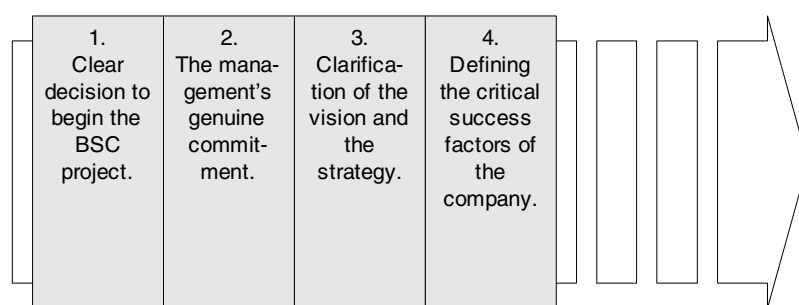 1.
Clear
decision to
begin the
BSC
project.
2.
The mana-
gement's
genuine
commit-
ment.
3.
Clarifica-
tion of the
vision and
the
strategy.
4.
Defining
the critical
success
factors of
the
company.